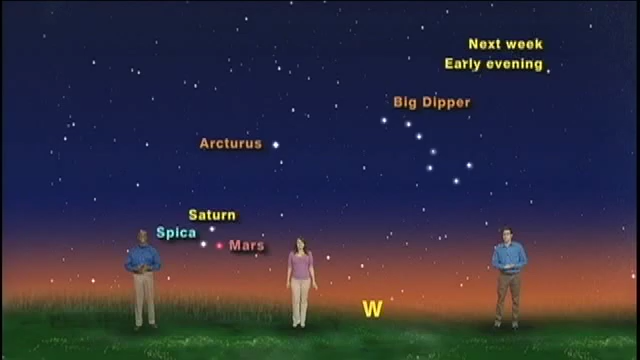 Next week
Early evening
Big Dipper
Arcturus
Saturn
Spica
Mars
W